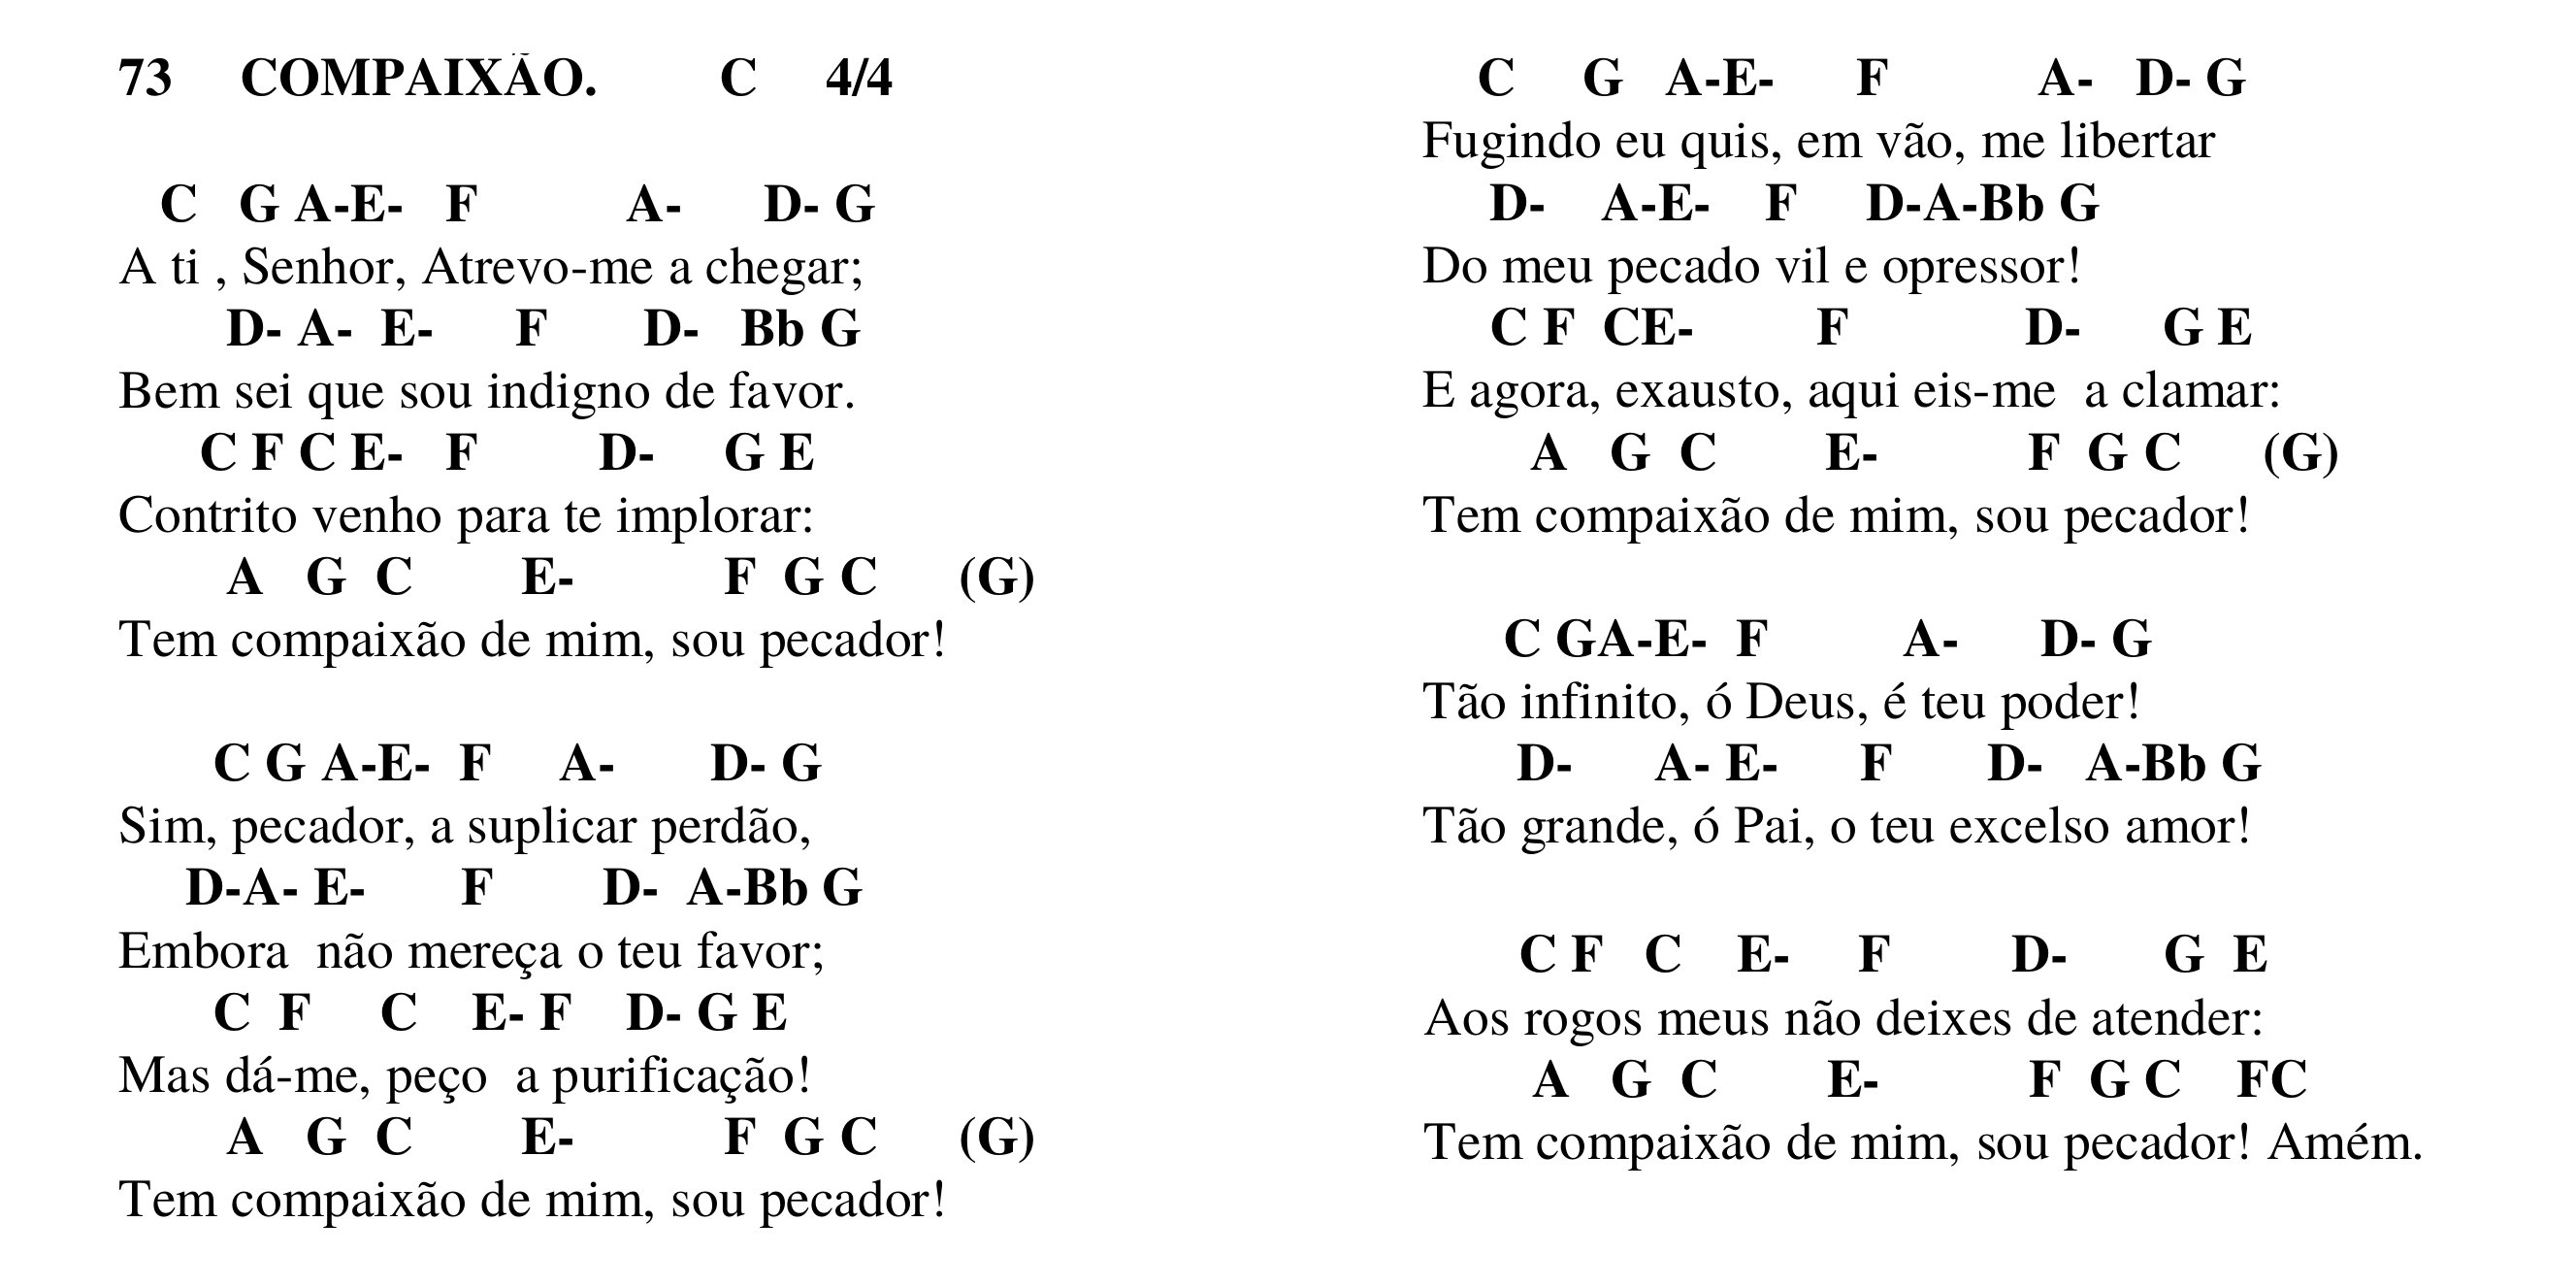 73 COMPAIXÃO. C 4/4
C G A-E- F A- D- G
A ti , Senhor, Atrevo-me a chegar;
D- A- E- F D- Bb G
Bem sei que sou indigno de favor.
C F C E- F D- G E
Contrito venho para te implorar:
A G C E- F G C (G)
Tem compaixão de mim, sou pecador!
C G A-E- F A- D- G
Sim, pecador, a suplicar perdão,
D-A- E- F D- A-Bb G
Embora não mereça o teu favor;
C F C E- F D- G E
Mas dá-me, peço a purificação!
A G C E- F G C (G)
Tem compaixão de mim, sou pecador!
C G A-E- F A- D- G
Fugindo eu quis, em vão, me libertar
D- A-E- F D-A-Bb G
Do meu pecado vil e opressor!
C F CE- F D- G E
E agora, exausto, aqui eis-me a clamar:
A G C E- F G C (G)
Tem compaixão de mim, sou pecador!
C GA-E- F A- D- G
Tão infinito, ó Deus, é teu poder!
D- A- E- F D- A-Bb G
Tão grande, ó Pai, o teu excelso amor!
C F C E- F D- G E
Aos rogos meus não deixes de atender:
A G C E- F G C FC
Tem compaixão de mim, sou pecador! Amém.